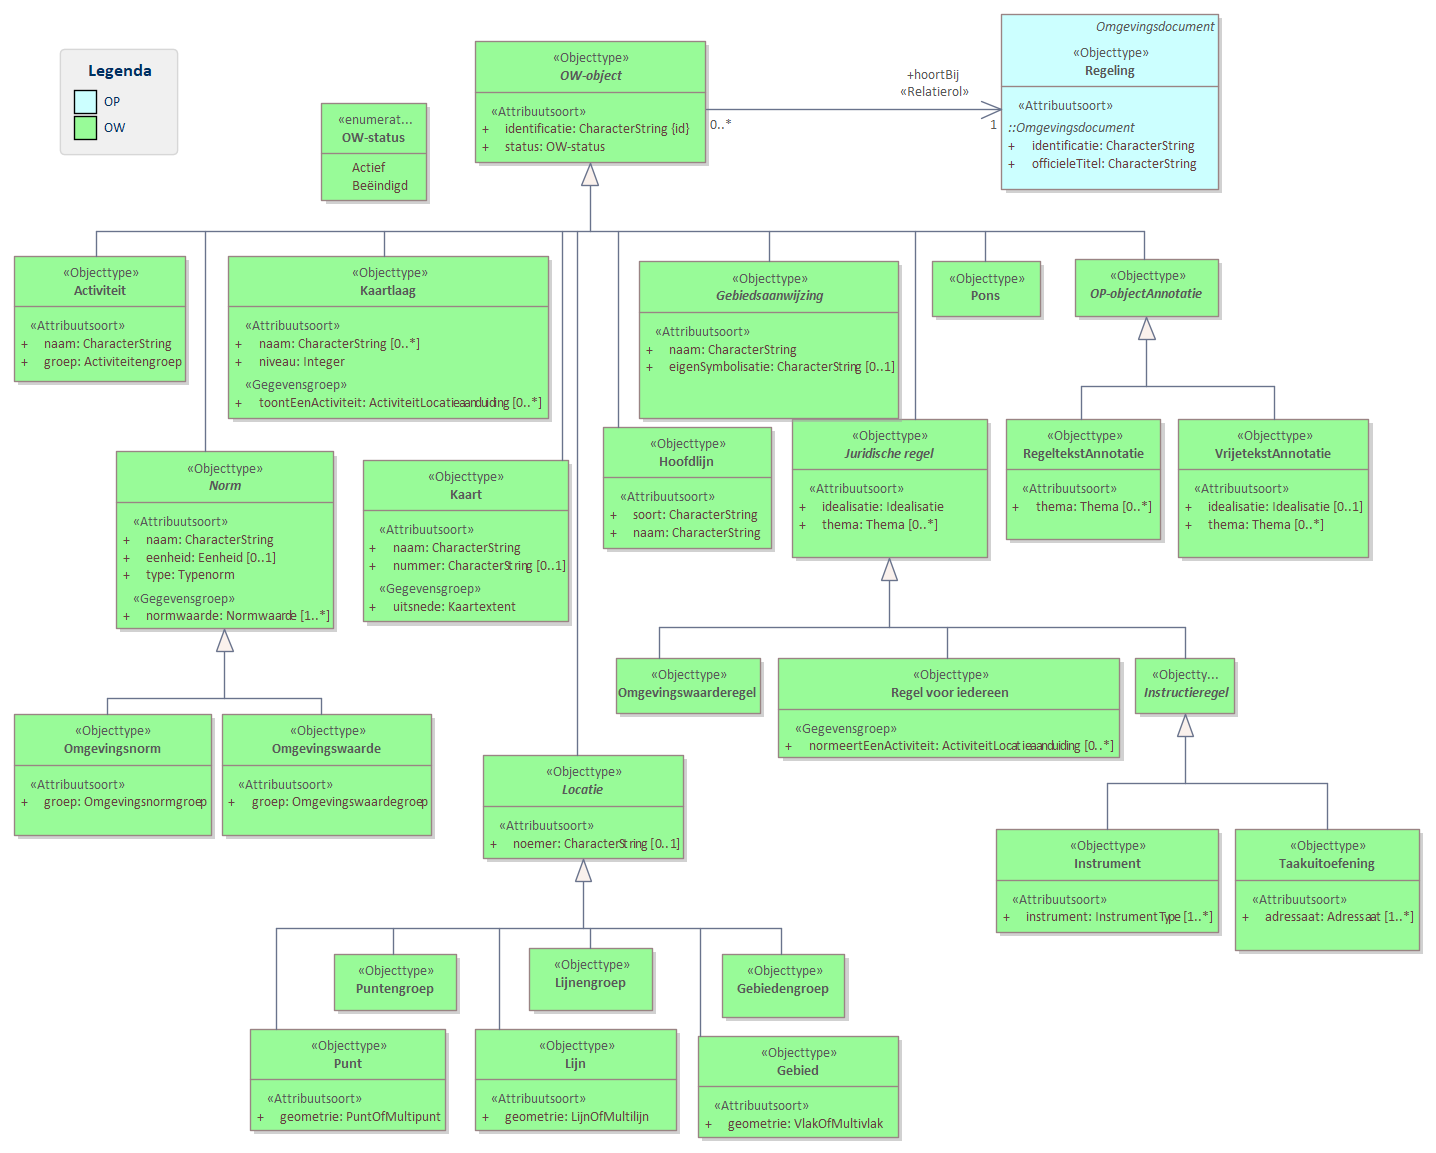 Legenda
OP
OW
«enumerat...
OW-status
Actief
Beëindigd
«Objecttype»
OW-object
«Attribuutsoort»
+ identificatie: CharacterString {id}
+ status: OW-status
+hoortBij
«Relatierol»
0..*
1
Omgevingsdocument
«Objecttype»
Regeling
«Attribuutsoort»
::Omgevingsdocument
+ identificatie: CharacterString
+ officieleTitel: CharacterString
«Objecttype»
Activiteit
«Attribuutsoort»
+ naam: CharacterString
+ groep: Activiteitengroep
«Objecttype»
Kaartlaag
«Attribuutsoort»
+ naam: CharacterString [0..*]
+ niveau: Integer
«Gegevensgroep»
+ toontEenActiviteit: ActiviteitLocatieaanduiding [0..*]
«Objecttype»
Gebiedsaanwijzing
«Attribuutsoort»
+ naam: CharacterString
+ eigenSymbolisatie: CharacterString [0..1]
«Objecttype»
Pons
«Objecttype»
OP-objectAnnotatie
«Objecttype»
Norm
«Attribuutsoort»
+ naam: CharacterString
+ eenheid: Eenheid [0..1]
+ type: Typenorm
«Gegevensgroep»
+ normwaarde: Normwaarde [1..*]
«Objecttype»
Kaart
«Attribuutsoort»
+ naam: CharacterString
+ nummer: CharacterString [0..1]
«Gegevensgroep»
+ uitsnede: Kaartextent
«Objecttype»
Hoofdlijn
«Attribuutsoort»
+ soort: CharacterString
+ naam: CharacterString
«Objecttype»
Juridische regel
«Attribuutsoort»
+ idealisatie: Idealisatie
+ thema: Thema [0..*]
«Objecttype»
RegeltekstAnnotatie
«Attribuutsoort»
+ thema: Thema [0..*]
«Objecttype»
VrijetekstAnnotatie
«Attribuutsoort»
+ idealisatie: Idealisatie [0..1]
+ thema: Thema [0..*]
«Objecttype»
Omgevingswaarderegel
«Objecttype»
Regel voor iedereen
«Gegevensgroep»
+ normeertEenActiviteit: ActiviteitLocatieaanduiding [0..*]
«Objectty...
Instructieregel
«Objecttype»
Omgevingsnorm
«Attribuutsoort»
+ groep: Omgevingsnormgroep
«Objecttype»
Omgevingswaarde
«Attribuutsoort»
+ groep: Omgevingswaardegroep
«Objecttype»
Locatie
«Attribuutsoort»
+ noemer: CharacterString [0..1]
«Objecttype»
Instrument
«Attribuutsoort»
+ instrument: InstrumentType [1..*]
«Objecttype»
Taakuitoefening
«Attribuutsoort»
+ adressaat: Adressaat [1..*]
«Objecttype»
Puntengroep
«Objecttype»
Lijnengroep
«Objecttype»
Gebiedengroep
«Objecttype»
Punt
«Attribuutsoort»
+ geometrie: PuntOfMultipunt
«Objecttype»
Lijn
«Attribuutsoort»
+ geometrie: LijnOfMultilijn
«Objecttype»
Gebied
«Attribuutsoort»
+ geometrie: VlakOfMultivlak